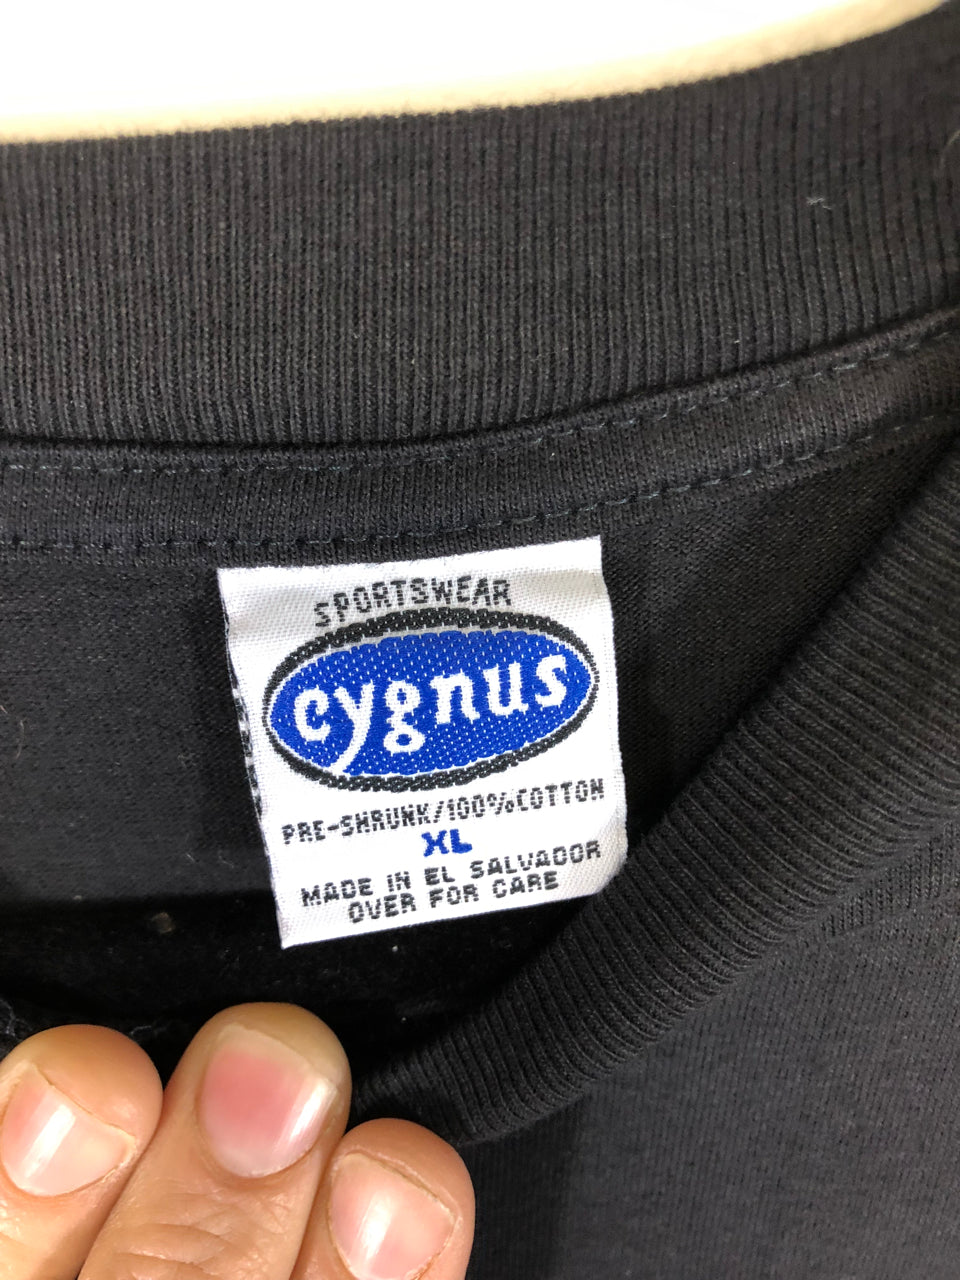 SPORTSWEAR
cygnus
PRE-SHRUNK/100%COTTON
XL
MADE IN EL SALVADOR
OVER FOR CARE